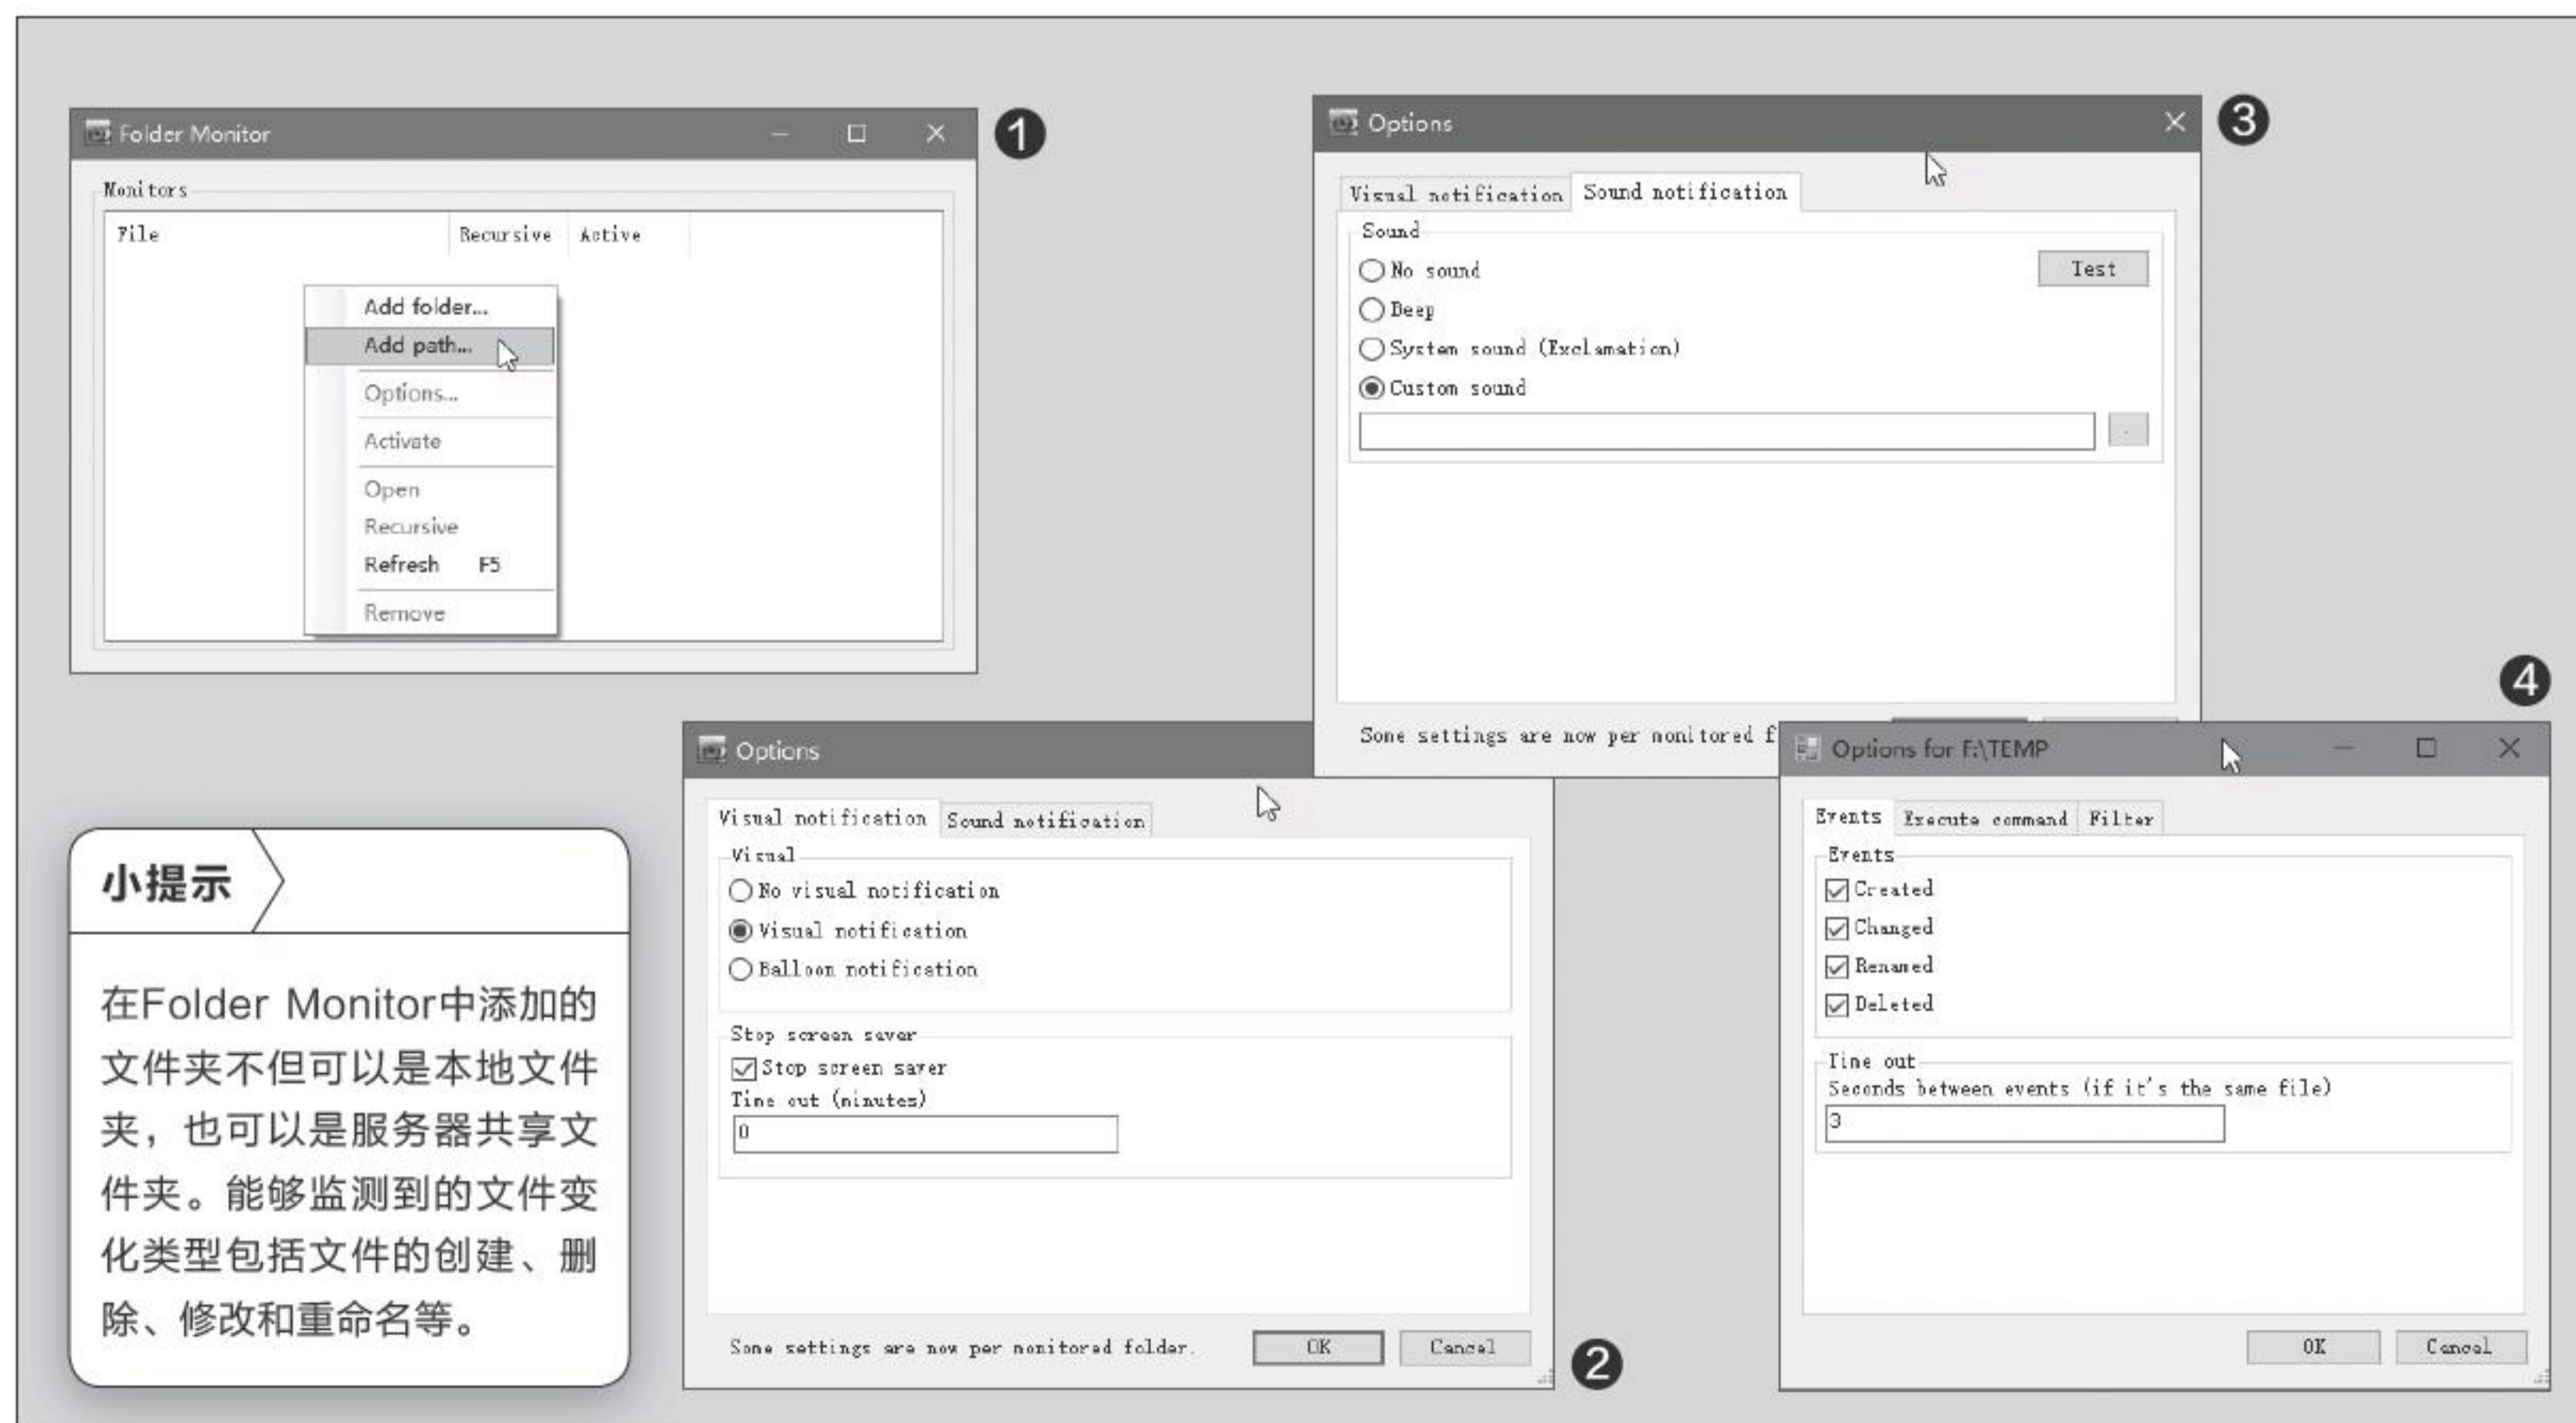 Folder Monitor
1
Monitors
File Recursive Active
Add folder...
Add path...
Options...
Activate
Open
Recursive
Refresh F5
Remove
Options
3
Visual notification Sound notification
Sound
No sound
Test
Beep
System sound (Exclamation)
Custom sound
Some settings are now per monitored f
小提示
在Folder Monitor中添加的
文件夹不但可以是本地文件
夹，也可以是服务器共享文
件夹。能够监测到的文件变
化类型包括文件的创建、删
除、修改和重命名等。
Options
Visual notification Sound notification
Visual
No visual notification
Visual notification
Balloon notification
Stop screen saver
Stop screen saver
Time out (minutes)
0
Some settings are now per monitored folder.
OK Cancel
2
4
Options for F:\TEMP
Events Execute command Filter
Events
Created
Changed
Renamed
Deleted
Time out
Seconds between events (if it's the same file)
3
OK Cancel